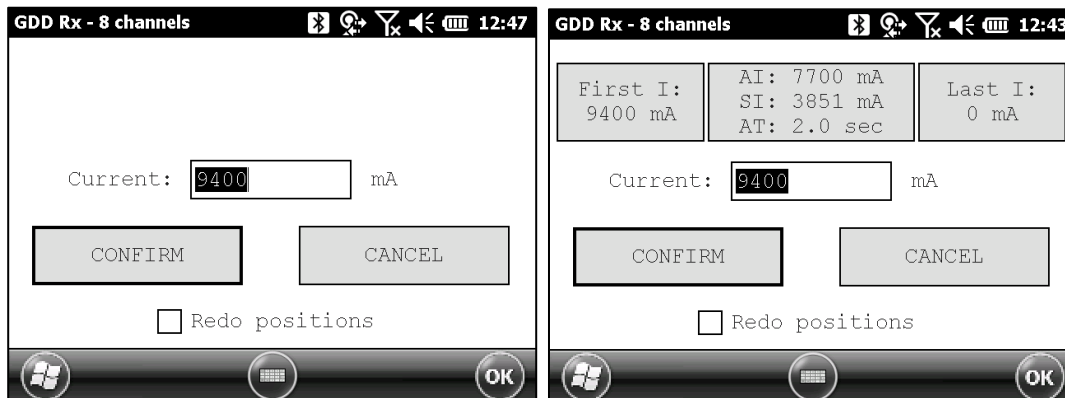 GDD Rx - 8 channels 12:47
Current: 9400 mA
CONFIRM CANCEL
Redo positions
OK
GDD Rx - 8 channels 12:43
First I:
9400 mA
AI: 7700 mA
SI: 3851 mA
AT: 2.0 sec
Last I:
0 mA
Current: 9400 mA
CONFIRM CANCEL
Redo positions
OK